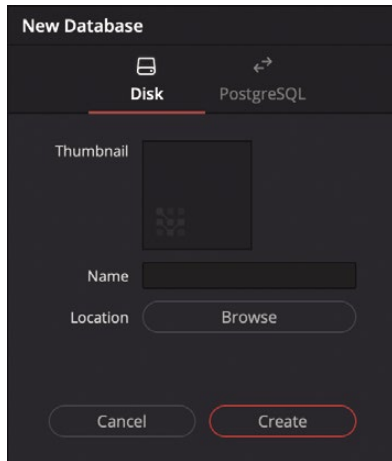 New Database
Disk PostgreSQL
Thumbnail
Name
Location Browse
Cancel Create